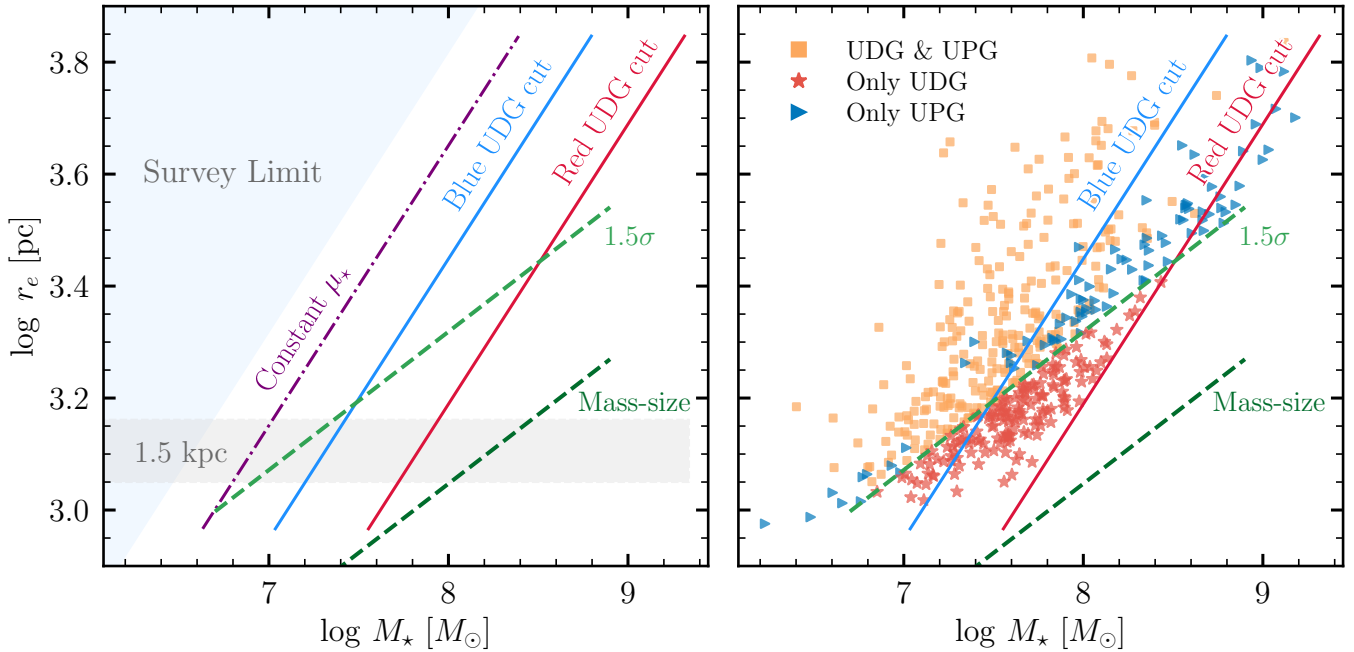 3.8
3.6
3.4
3.2
3.0
log r_e [pc]
Survey Limit
Constant μ⋆
Blue UDG cut
Red UDG cut
1.5σ
Mass-size
1.5 kpc
7
8
9
log M⋆ [M⊙]
UDG & UPG
Only UDG
Only UPG
Blue UDG cut
Red UDG cut
1.5σ
Mass-size
7
8
9
log M⋆ [M⊙]